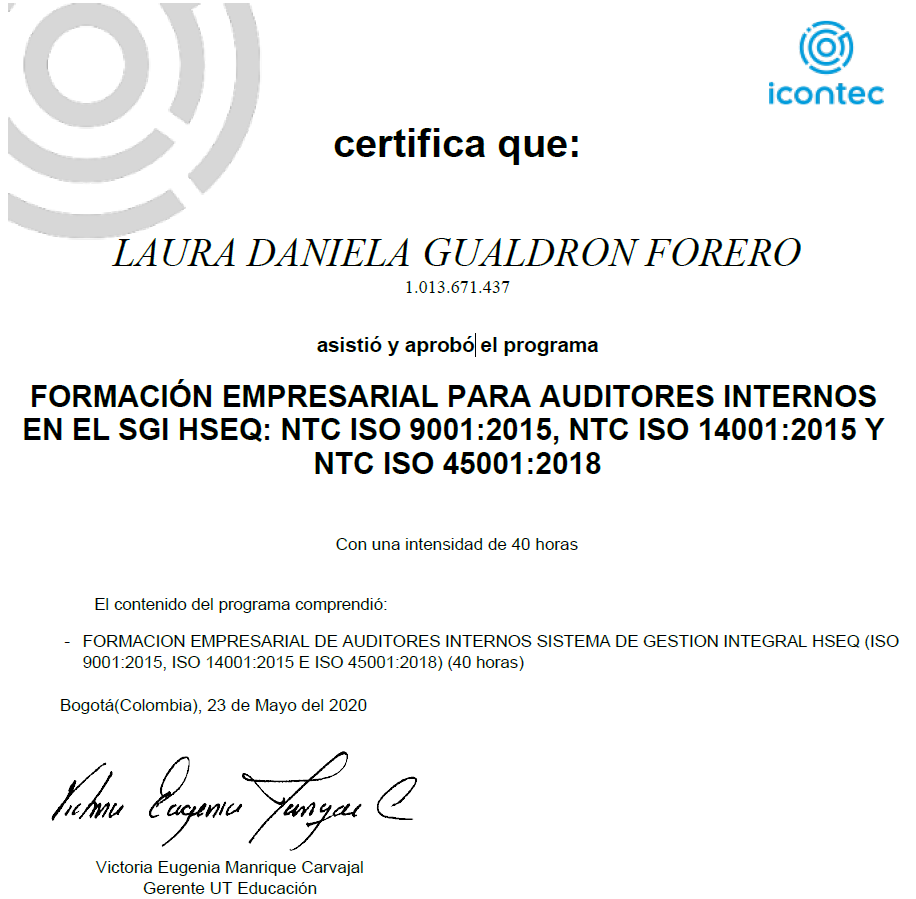 icontec
certifica que:
LAURA DANIELA GUALDRON FORERO
1.013.671.437
asistió y aprobó el programa
FORMACIÓN EMPRESARIAL PARA AUDITORES INTERNOS
EN EL SGI HSEQ: NTC ISO 9001:2015, NTC ISO 14001:2015 Y
NTC ISO 45001:2018
Con una intensidad de 40 horas
El contenido del programa comprendió:
- FORMACION EMPRESARIAL DE AUDITORES INTERNOS SISTEMA DE GESTION INTEGRAL HSEQ (ISO
9001:2015, ISO 14001:2015 E ISO 45001:2018) (40 horas)
Bogotá(Colombia), 23 de Mayo del 2020
Victoria Eugenia Manrique Carvajal
Gerente UT Educación